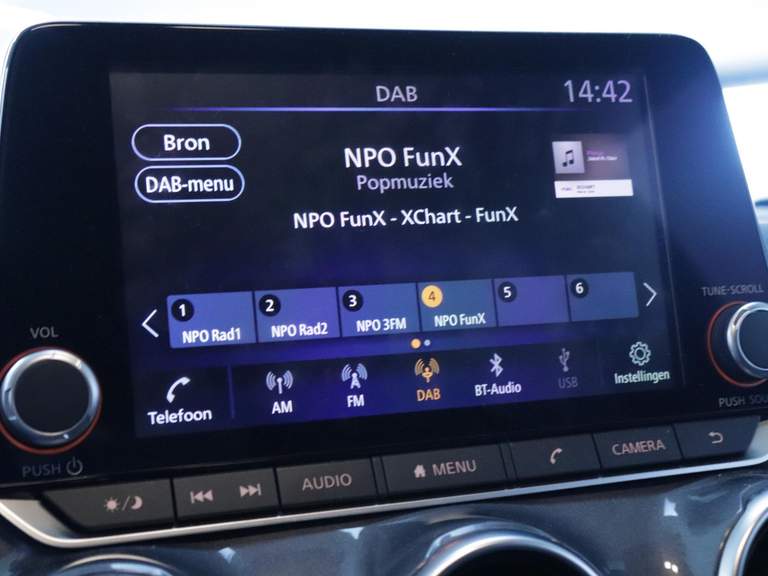 DAB
14:42
Bron
DAB-menu
NPO FunX
Popmuziek
NPO FunX - XChart - FunX
1 2 3 4 5 6
NPO Rad1 NPO Rad2 NPO 3FM NPO FunX
Telefoon AM FM DAB BT-Audio USB Instellingen
VOL
PUSH
TUNE-SCROLL
PUSH
AUDIO MENU CAMERA